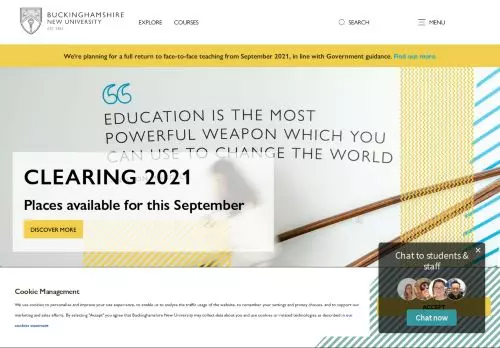 BUCKINGHAMSHIRE
NEW UNIVERSITY
EST. 1891
EXPLORE
COURSES
SEARCH
MENU
We're planning for a full return to face-to-face teaching from September 2021, in line with Government guidance. Find out more.
EDUCATION IS THE MOST
POWERFUL WEAPON WHICH YOU
CAN USE TO CHANGE THE WORLD
CLEARING 2021
Places available for this September
DISCOVER MORE
Chat to students &
staff
Chat now
ACCEPT
Cookie Management
We use cookies to personalise and improve your site experience, to enable us to analyse the traffic usage of the website, to remember your settings and privacy choices, and to support our
marketing and sales efforts. By selecting "Accept" you agree that Buckinghamshire New University may collect data about you and use cookies or related technologies as described in our
cookies statement